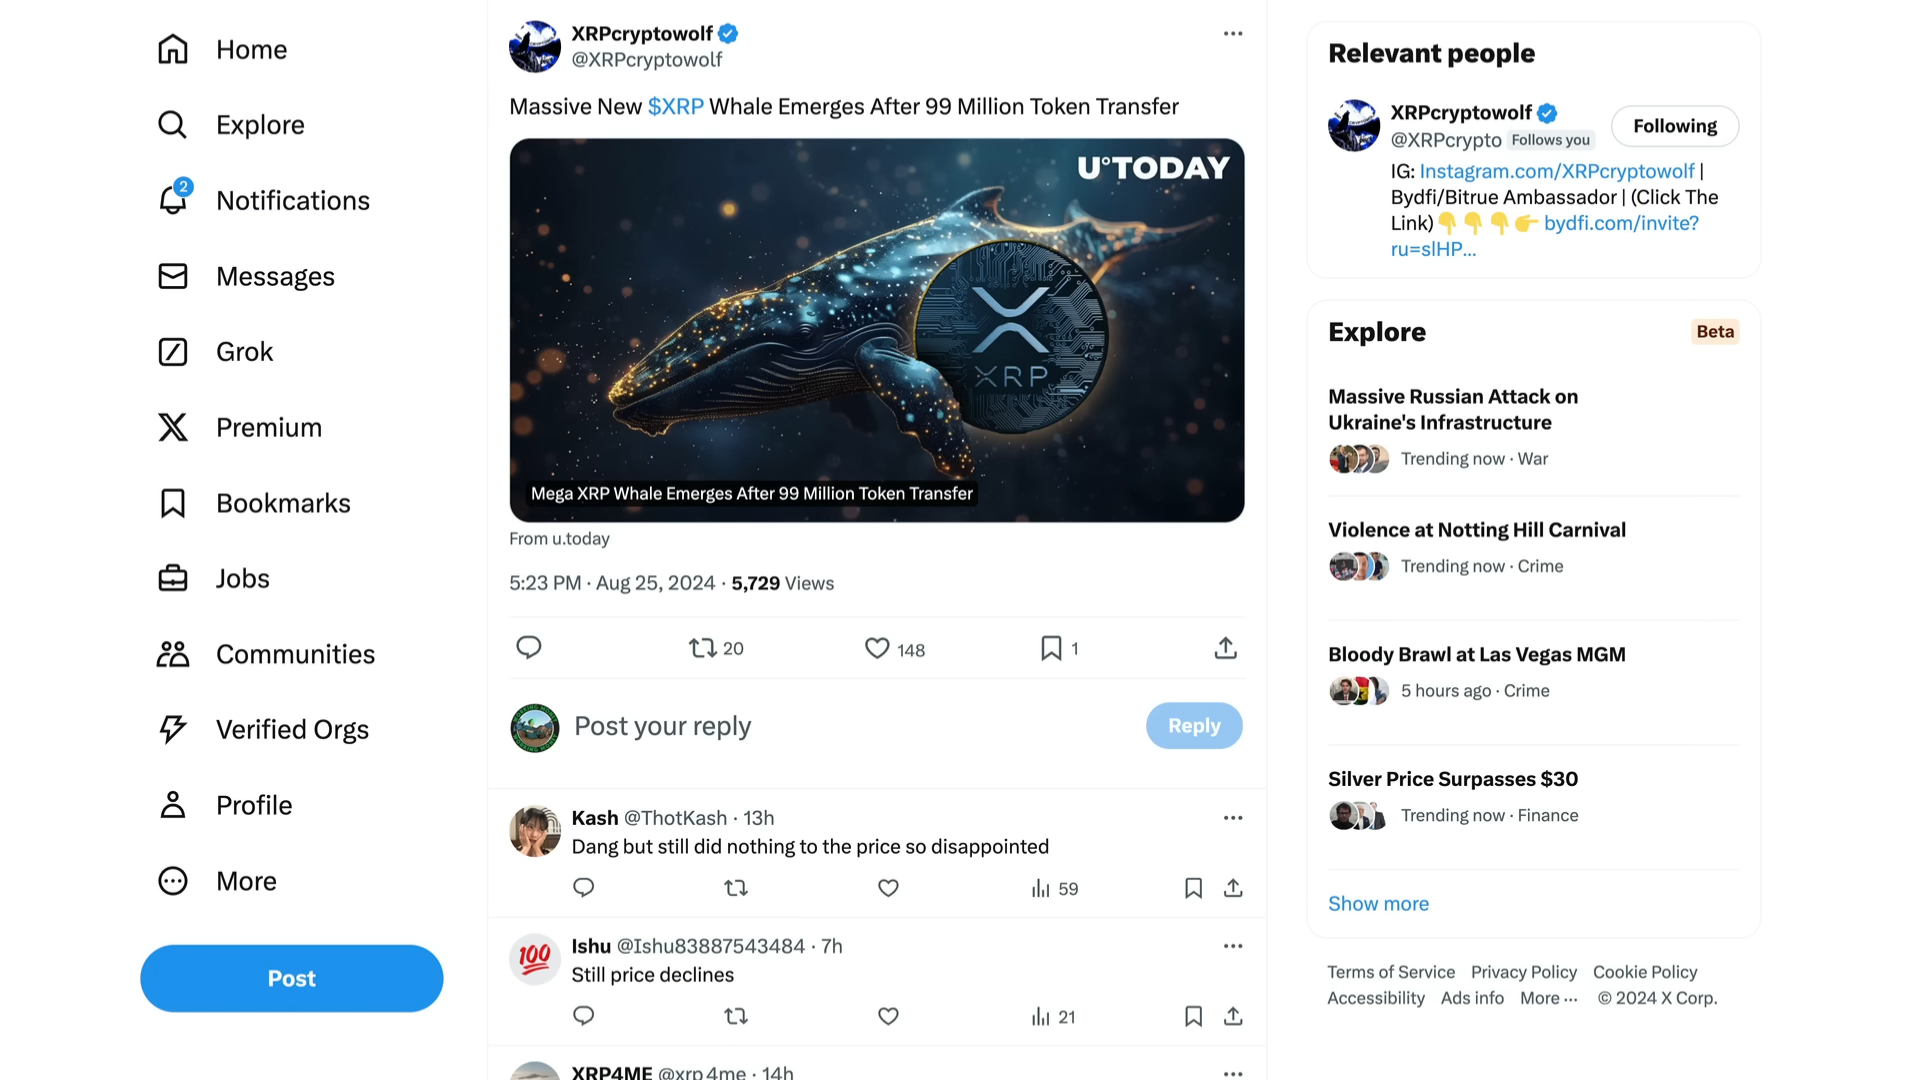 Home
Explore
2
Notifications
Messages
Grok
Premium
Bookmarks
Jobs
Communities
Verified Orgs
Profile
More
Post
XRPcryptowolf
@XRPcryptowolf
Massive New $XRP Whale Emerges After 99 Million Token Transfer
U°TODAY
XRP
Mega XRP Whale Emerges After 99 Million Token Transfer
From u.today
5:23 PM · Aug 25, 2024 · 5,729 Views
20
148
1
Post your reply
Reply
Kash @ThotKash · 13h
Dang but still did nothing to the price so disappointed
59
100
Ishu @Ishu83887543484 · 7h
Still price declines
21
XRP4ME @xrp4me · 14h
Relevant people
XRPcryptowolf
@XRPcrypto Follows you
Following
IG: Instagram.com/XRPcryptowolf |
Bydfi/Bitrue Ambassador | (Click The
Link)👇👇👇👉 bydfi.com/invite?
ru=slHP…
Explore
Beta
Massive Russian Attack on
Ukraine's Infrastructure
Trending now · War
Violence at Notting Hill Carnival
Trending now · Crime
Bloody Brawl at Las Vegas MGM
5 hours ago · Crime
Silver Price Surpasses $30
Trending now · Finance
Show more
Terms of Service Privacy Policy Cookie Policy
Accessibility Ads info More ··· © 2024 X Corp.